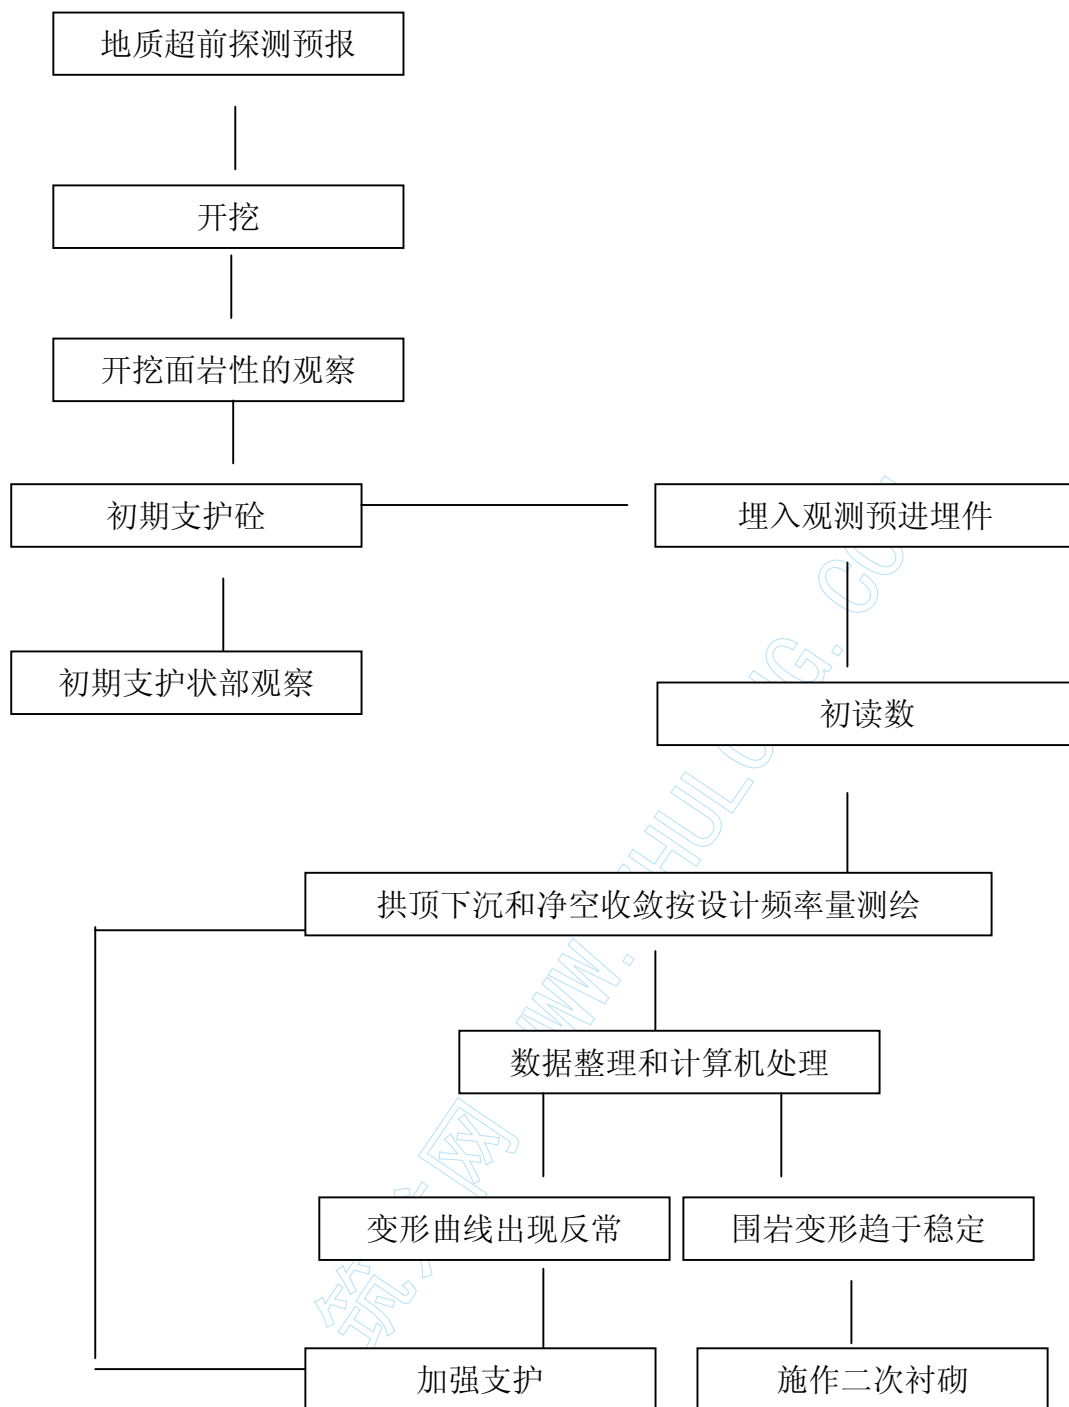 地质超前探测预报
开挖
开挖面岩性的观察
初期支护砼
埋入观测预进埋件
初期支护状部观察
初读数
拱顶下沉和净空收敛按设计频率量测绘
数据整理和计算机处理
变形曲线出现反常
围岩变形趋于稳定
加强支护
施作二次衬砌